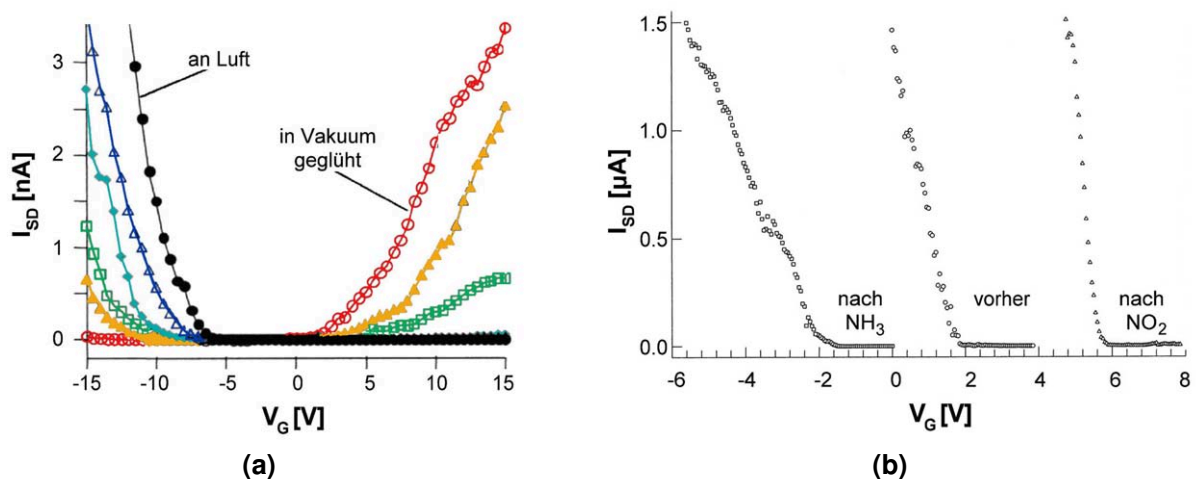 3
2
1
0
I_SD [nA]
an Luft
in Vakuum
geglüht
-15 -10 -5 0 5 10 15
V_G [V]
(a)
1.5
1.0
0.5
0.0
I_SD [µA]
nach
NH₃
vorher
nach
NO₂
-6 -4 -2 0 2 4 6 8
V_G [V]
(b)